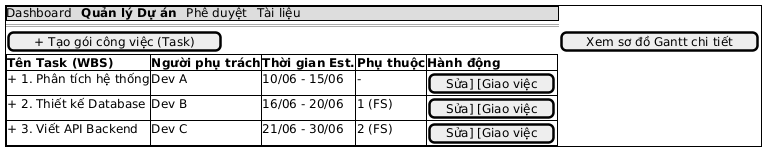 Dashboard Quản lý Dự án Phê duyệt Tài liệu
+ Tạo gói công việc (Task) Xem sơ đồ Gantt chi tiết
Tên Task (WBS) Người phụ trách Thời gian Est. Phụ thuộc Hành động
+ 1. Phân tích hệ thống Dev A 10/06 - 15/06 - Sửa] [Giao việc
+ 2. Thiết kế Database Dev B 16/06 - 20/06 1 (FS) Sửa] [Giao việc
+ 3. Viết API Backend Dev C 21/06 - 30/06 2 (FS) Sửa] [Giao việc